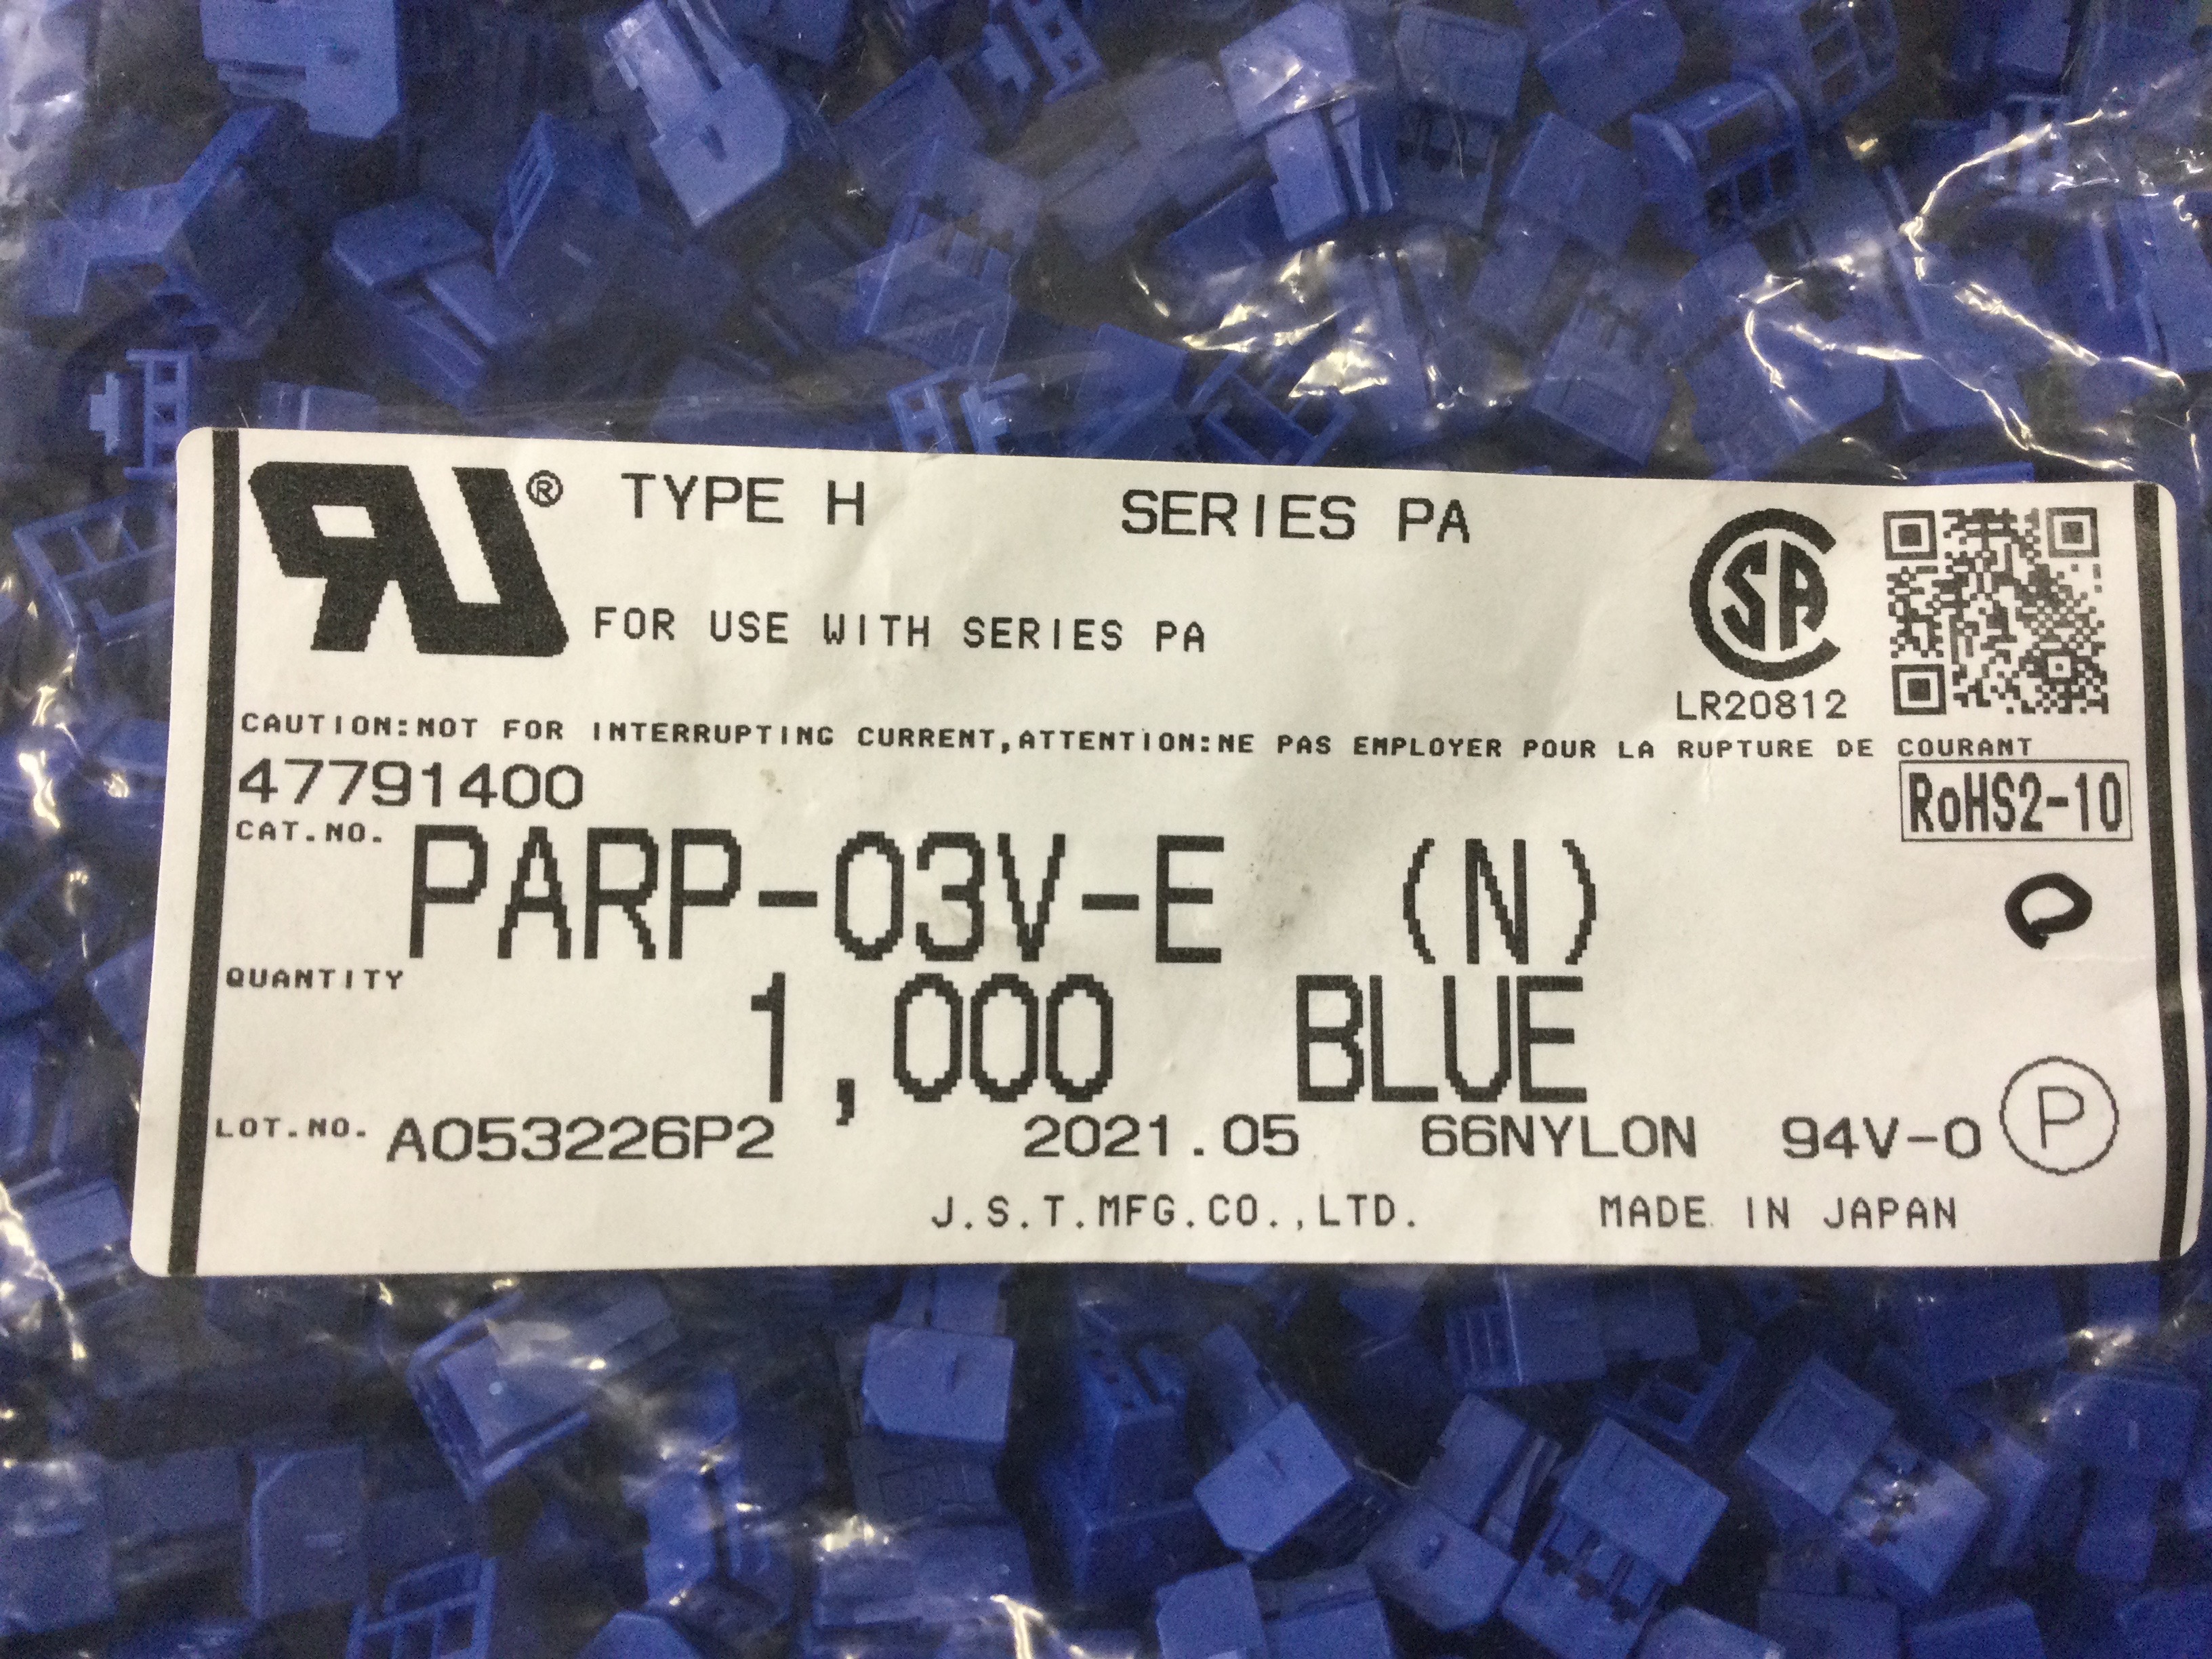 RU® TYPE H SERIES PA
FOR USE WITH SERIES PA
CSA
LR20812
CAUTION:NOT FOR INTERRUPTING CURRENT,ATTENTION:NE PAS EMPLOYER POUR LA RUPTURE DE COURANT
47791400
RoHS2-10
CAT.NO. PARP-03V-E (N)
QUANTITY 1,000 BLUE
LOT.NO. A053226P2 2021.05 66NYLON 94V-0 P
J.S.T.MFG.CO.,LTD. MADE IN JAPAN